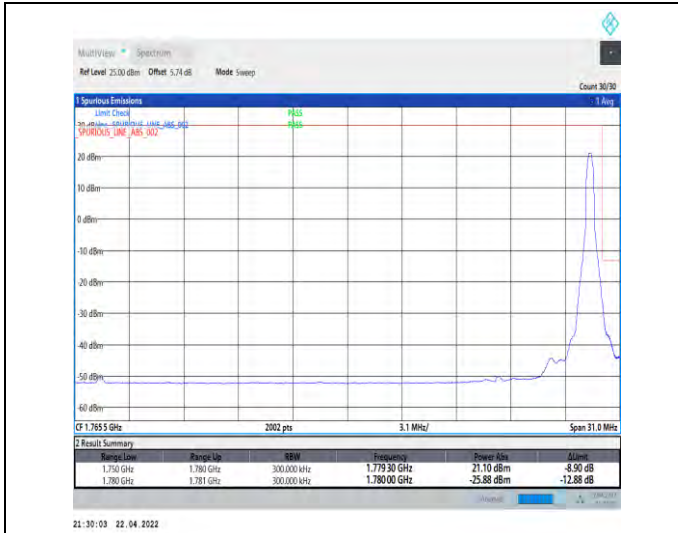 MultiView Spectrum
Ref Level 25.00 dBm Offset 5.74 dB Mode Sweep
Count 30/30
1 Spurious Emissions 1 Avg
Limit Check PASS
Line _SPURIOUS_LINE_ABS_002 PASS
SPURIOUS_LINE_ABS_002
20 dBm
10 dBm
0 dBm
-10 dBm
-20 dBm
-30 dBm
-40 dBm
-50 dBm
-60 dBm
CF 1.765 5 GHz 2002 pts 3.1 MHz/ Span 31.0 MHz
2 Result Summary
Range Low Range Up RBW Frequency Power Abs ΔLimit
1.750 GHz 1.780 GHz 300.000 kHz 1.779 30 GHz 21.10 dBm -8.90 dB
1.780 GHz 1.781 GHz 300.000 kHz 1.780 00 GHz -25.88 dBm -12.88 dB
21:30:03 22.04.2022